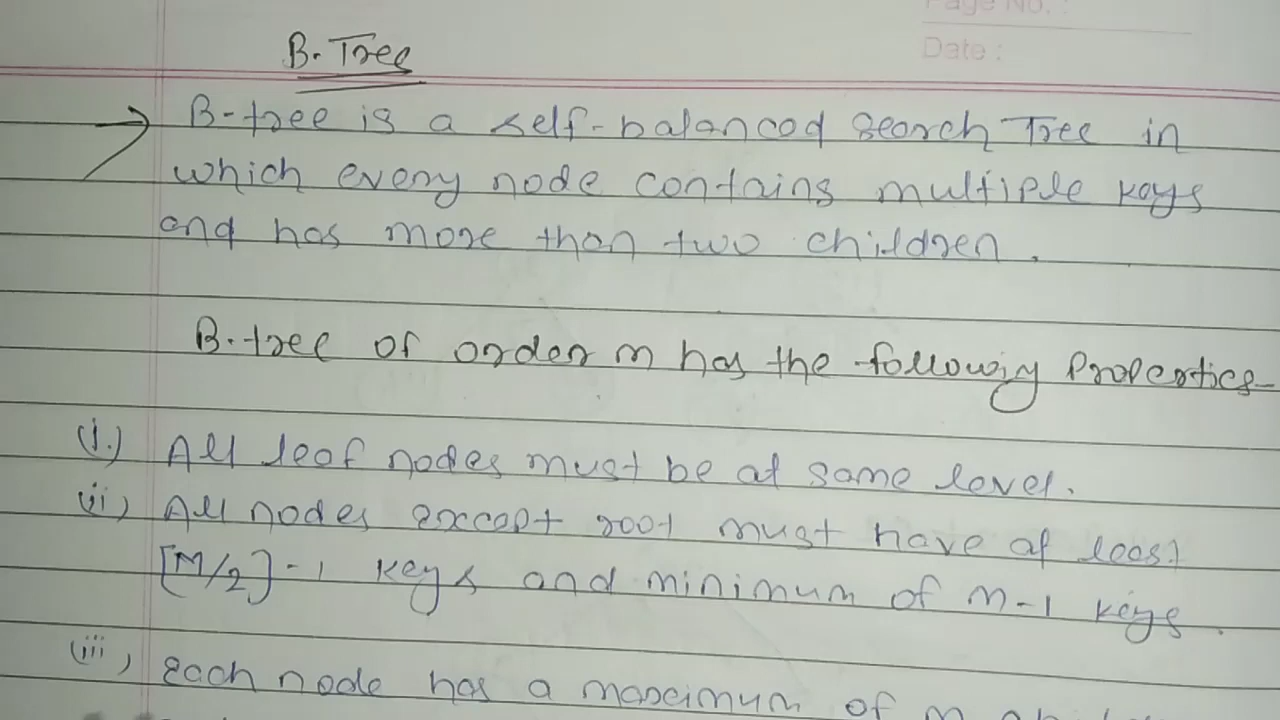 Page No. :
Date :
B-Tree
B-tree is a self-balanced search Tree in
which every node contains multiple keys
and has more than two children.
B-tree of order m has the following Properties-
(i.) All leaf nodes must be at same level.
(ii) All nodes except root must have at least
[M/2]-1 keys and minimum of m-1 keys.
(iii) Each node has a maximum of m